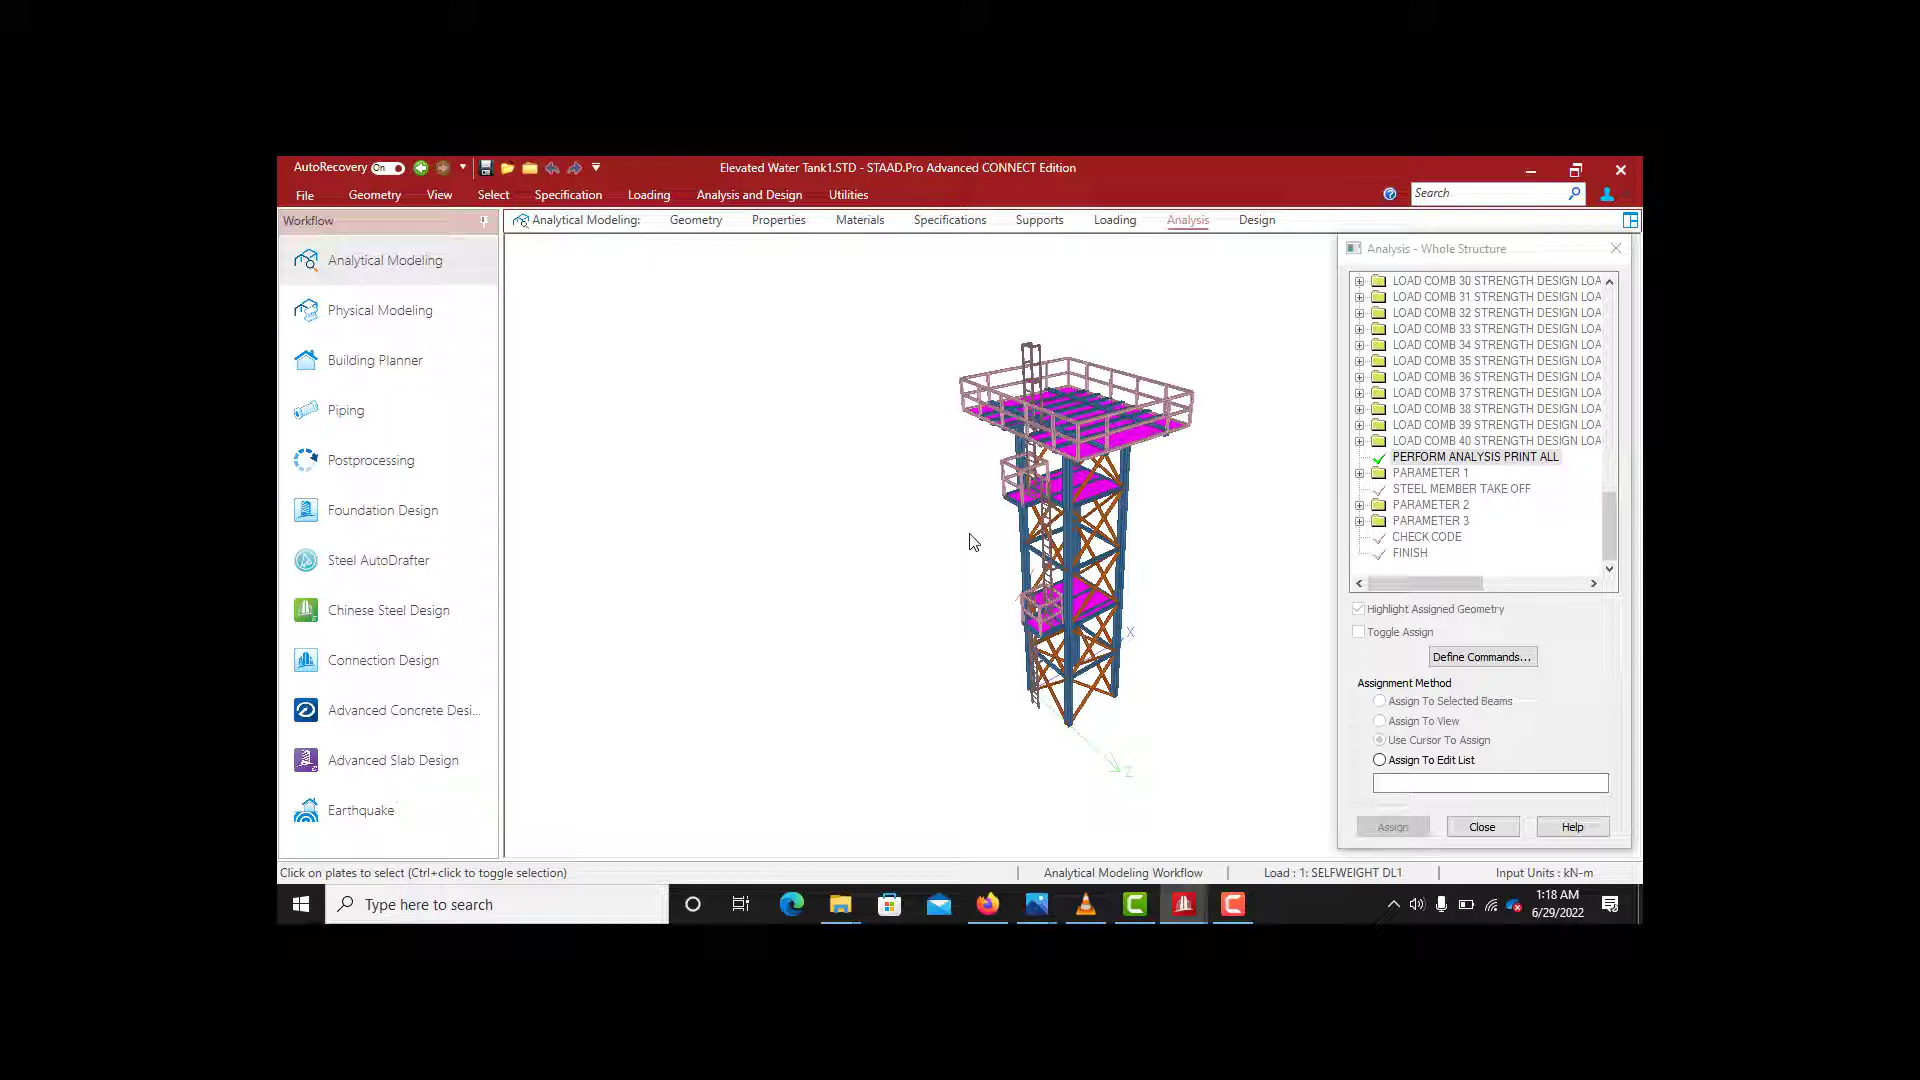 AutoRecovery On
Elevated Water Tank1.STD - STAAD.Pro Advanced CONNECT Edition
File Geometry View Select Specification Loading Analysis and Design Utilities
Search
Workflow
Analytical Modeling: Geometry Properties Materials Specifications Supports Loading Analysis Design
Analytical Modeling
Physical Modeling
Building Planner
Piping
Postprocessing
Foundation Design
Steel AutoDrafter
Chinese Steel Design
Connection Design
Advanced Concrete Desi...
Advanced Slab Design
Earthquake
X
Z
Analysis - Whole Structure
LOAD COMB 30 STRENGTH DESIGN LOA
LOAD COMB 31 STRENGTH DESIGN LOA
LOAD COMB 32 STRENGTH DESIGN LOA
LOAD COMB 33 STRENGTH DESIGN LOA
LOAD COMB 34 STRENGTH DESIGN LOA
LOAD COMB 35 STRENGTH DESIGN LOA
LOAD COMB 36 STRENGTH DESIGN LOA
LOAD COMB 37 STRENGTH DESIGN LOA
LOAD COMB 38 STRENGTH DESIGN LOA
LOAD COMB 39 STRENGTH DESIGN LOA
LOAD COMB 40 STRENGTH DESIGN LOA
PERFORM ANALYSIS PRINT ALL
PARAMETER 1
STEEL MEMBER TAKE OFF
PARAMETER 2
PARAMETER 3
CHECK CODE
FINISH
Highlight Assigned Geometry
Toggle Assign
Define Commands...
Assignment Method
Assign To Selected Beams
Assign To View
Use Cursor To Assign
Assign To Edit List
Assign Close Help
Click on plates to select (Ctrl+click to toggle selection)
Analytical Modeling Workflow
Load : 1: SELFWEIGHT DL1
Input Units : kN-m
Type here to search
1:18 AM
6/29/2022